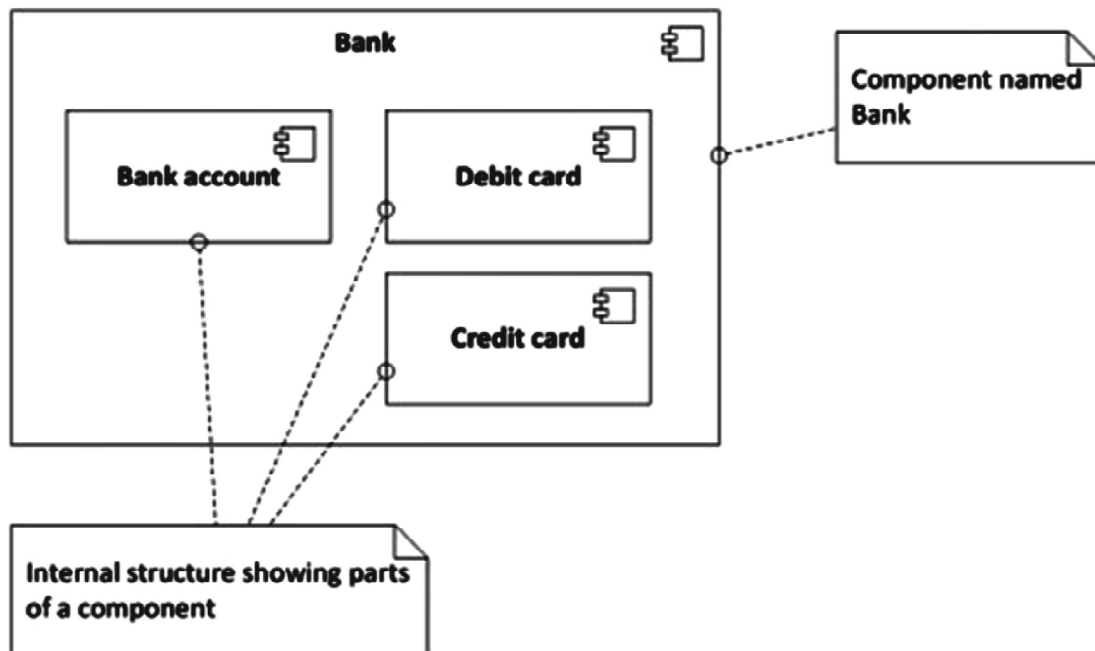 Bank
Component named
Bank
Bank account
Debit card
Credit card
Internal structure showing parts
of a component